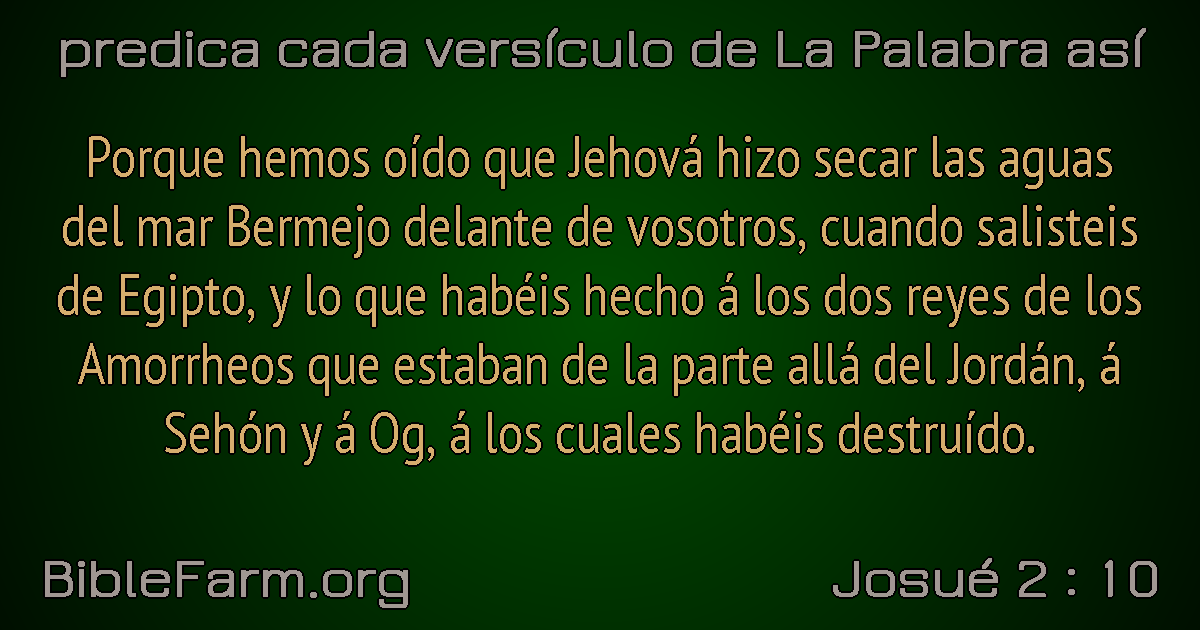 predica cada versículo de La Palabra así
Porque hemos oído que Jehová hizo secar las aguas
del mar Bermejo delante de vosotros, cuando salisteis
de Egipto, y lo que habéis hecho á los dos reyes de los
Amorrheos que estaban de la parte allá del Jordán, á
Sehón y á Og, á los cuales habéis destruído.
BibleFarm.org
Josué 2 : 10